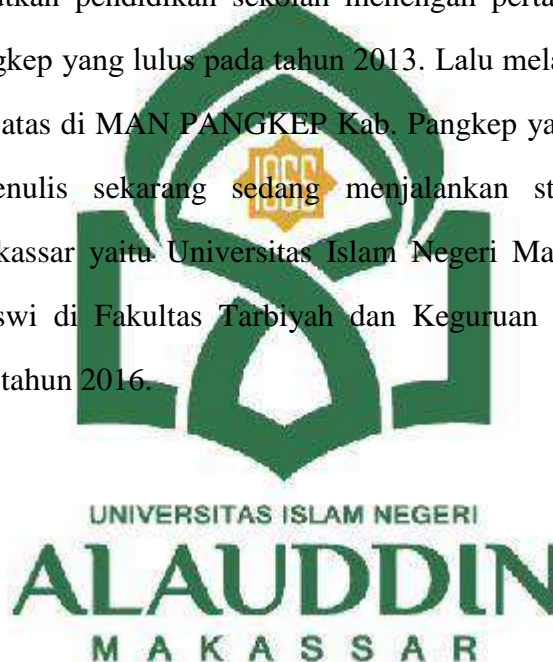 utkan pendidikan sekolah menengah perta
gkep yang lulus pada tahun 2013. Lalu mela
atas di MAN PANGKEP Kab. Pangkep ya
enulis sekarang sedang menjalankan st
kassar yaitu Universitas Islam Negeri Ma
swi di Fakultas Tarbiyah dan Keguruan
tahun 2016.
UNIVERSITAS ISLAM NEGERI
ALAUDDIN
MAKASSAR